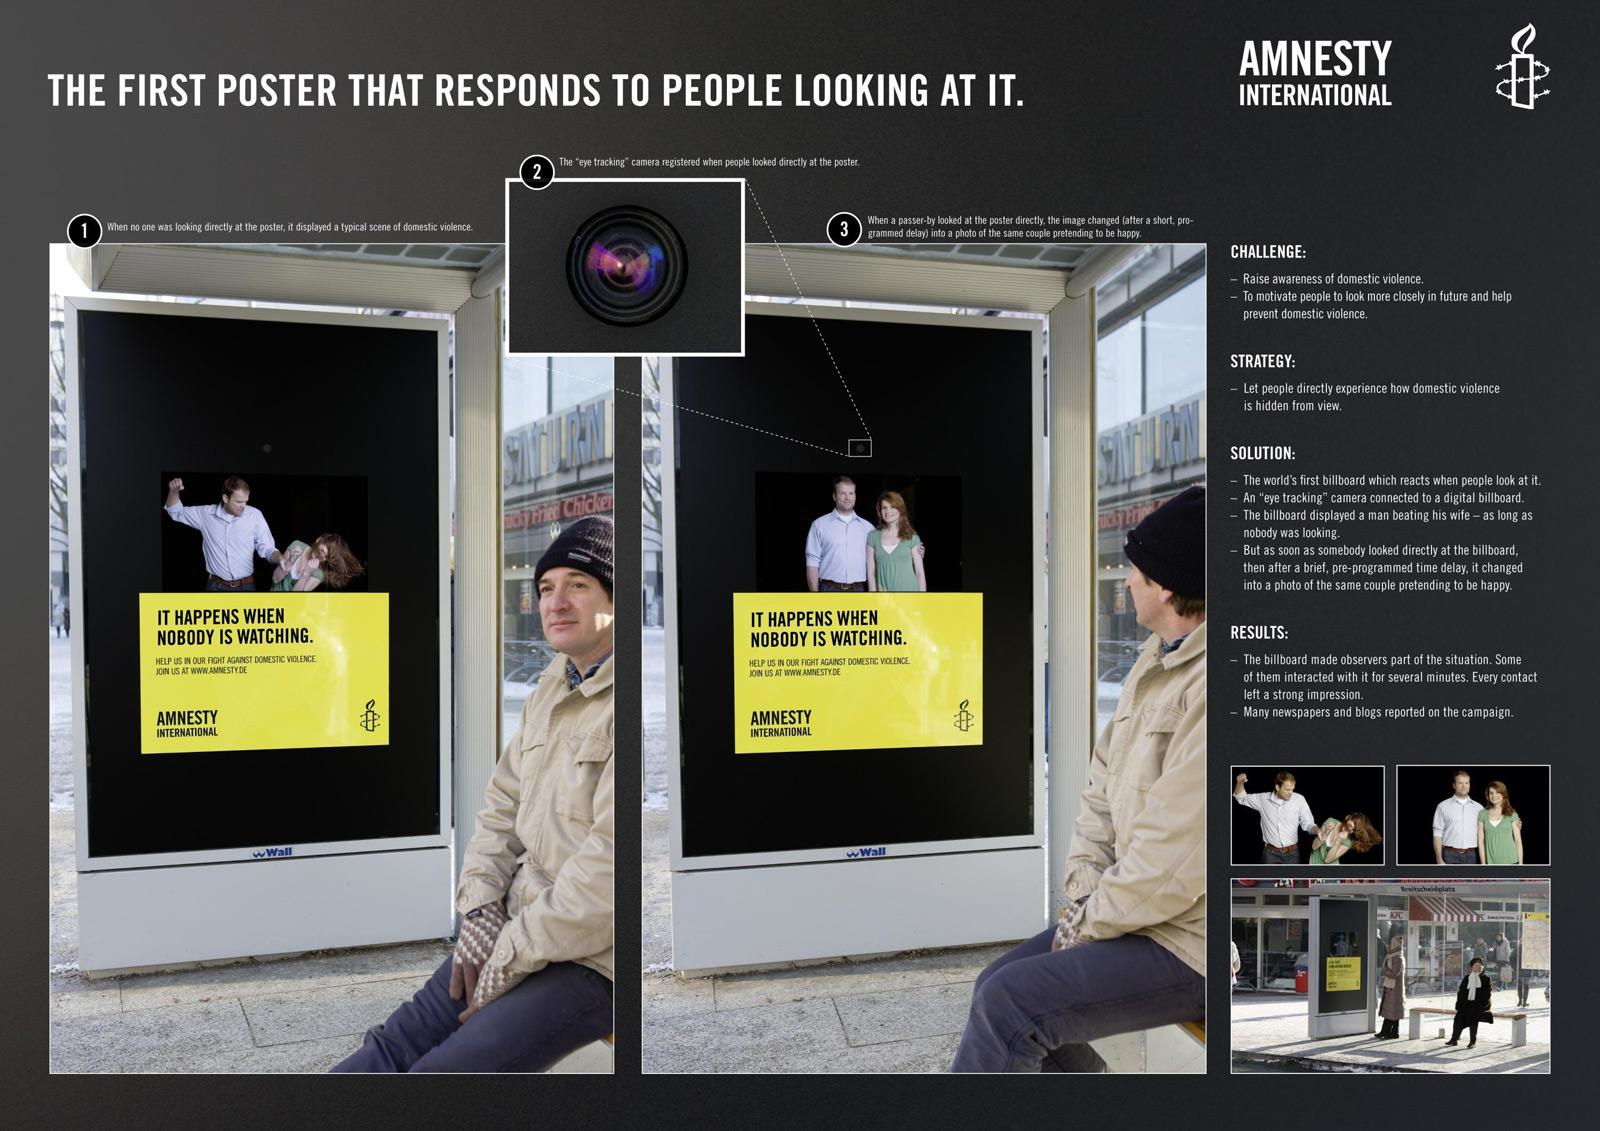 THE FIRST POSTER THAT RESPONDS TO PEOPLE LOOKING AT IT.
AMNESTY
INTERNATIONAL
2
The "eye tracking" camera registered when people looked directly at the poster.
1
When no one was looking directly at the poster, it displayed a typical scene of domestic violence.
3
When a passer-by looked at the poster directly, the image changed (after a short, pro-
grammed delay) into a photo of the same couple pretending to be happy.
SATURN
Fried Chicken
IT HAPPENS WHEN
NOBODY IS WATCHING.
HELP US IN OUR FIGHT AGAINST DOMESTIC VIOLENCE.
JOIN US AT WWW.AMNESTY.DE
AMNESTY
INTERNATIONAL
Wall
SATURN
IT HAPPENS WHEN
NOBODY IS WATCHING.
HELP US IN OUR FIGHT AGAINST DOMESTIC VIOLENCE.
JOIN US AT WWW.AMNESTY.DE
AMNESTY
INTERNATIONAL
Wall
CHALLENGE:
– Raise awareness of domestic violence.
– To motivate people to look more closely in future and help
prevent domestic violence.
STRATEGY:
– Let people directly experience how domestic violence
is hidden from view.
SOLUTION:
– The world's first billboard which reacts when people look at it.
– An "eye tracking" camera connected to a digital billboard.
– The billboard displayed a man beating his wife – as long as
nobody was looking.
– But as soon as somebody looked directly at the billboard,
then after a brief, pre-programmed time delay, it changed
into a photo of the same couple pretending to be happy.
RESULTS:
– The billboard made observers part of the situation. Some
of them interacted with it for several minutes. Every contact
left a strong impression.
– Many newspapers and blogs reported on the campaign.
Breitscheidplatz
KFC